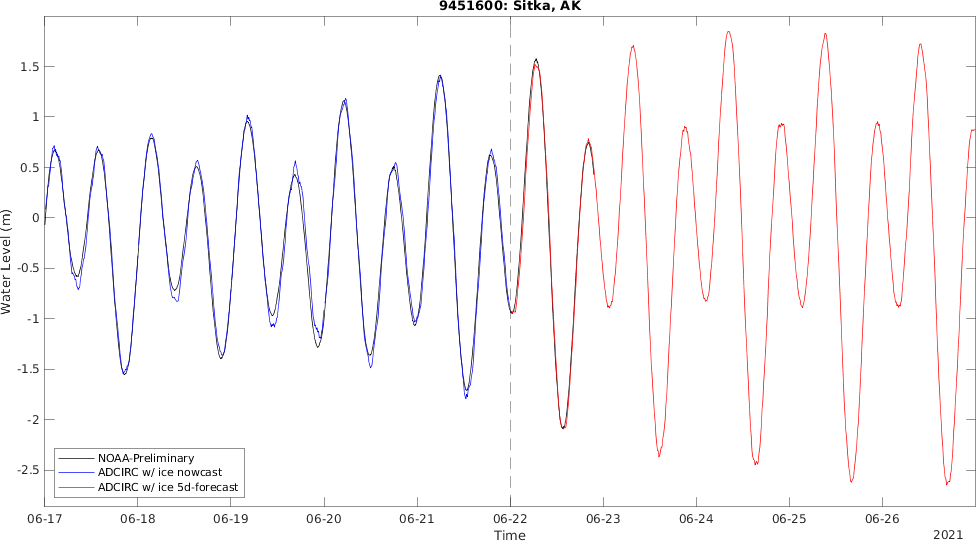 9451600: Sitka, AK
Water Level (m)
1.5
1
0.5
0
-0.5
-1
-1.5
-2
-2.5
NOAA-Preliminary
ADCIRC w/ ice nowcast
ADCIRC w/ ice 5d-forecast
06-17 06-18 06-19 06-20 06-21 06-22 06-23 06-24 06-25 06-26
Time
2021